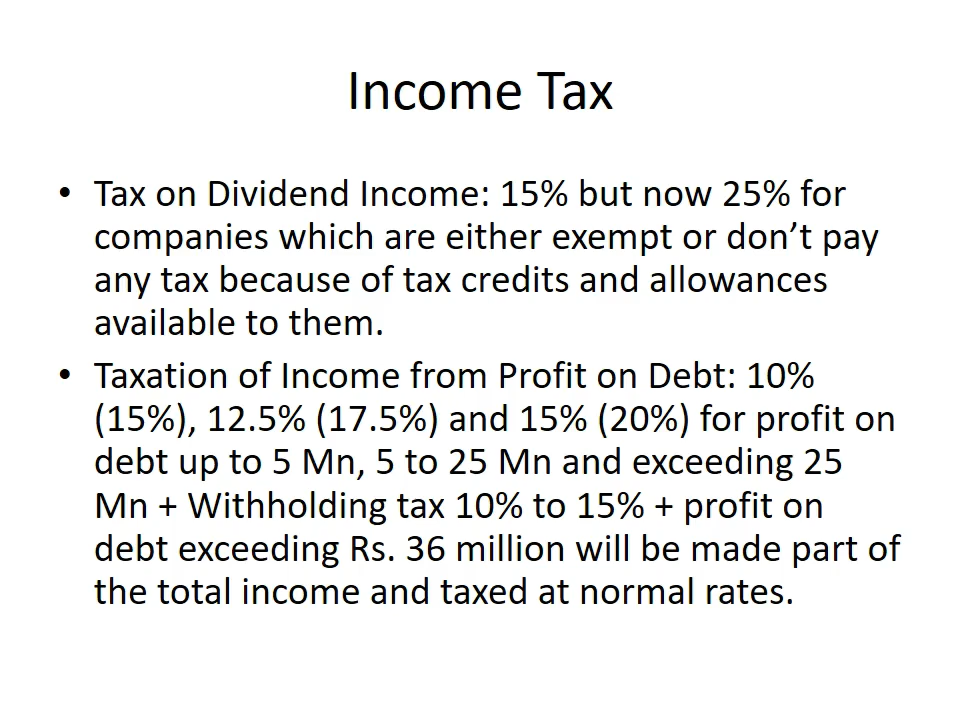 Income Tax
• Tax on Dividend Income: 15% but now 25% for
companies which are either exempt or don’t pay
any tax because of tax credits and allowances
available to them.
• Taxation of Income from Profit on Debt: 10%
(15%), 12.5% (17.5%) and 15% (20%) for profit on
debt up to 5 Mn, 5 to 25 Mn and exceeding 25
Mn + Withholding tax 10% to 15% + profit on
debt exceeding Rs. 36 million will be made part of
the total income and taxed at normal rates.